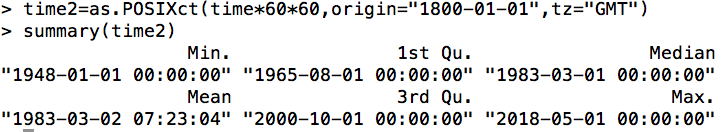 > time2=as.POSIXct(time*60*60,origin="1800-01-01",tz="GMT")
> summary(time2)
Min. 1st Qu. Median
"1948-01-01 00:00:00" "1965-08-01 00:00:00" "1983-03-01 00:00:00"
Mean 3rd Qu. Max.
"1983-03-02 07:23:04" "2000-10-01 00:00:00" "2018-05-01 00:00:00"